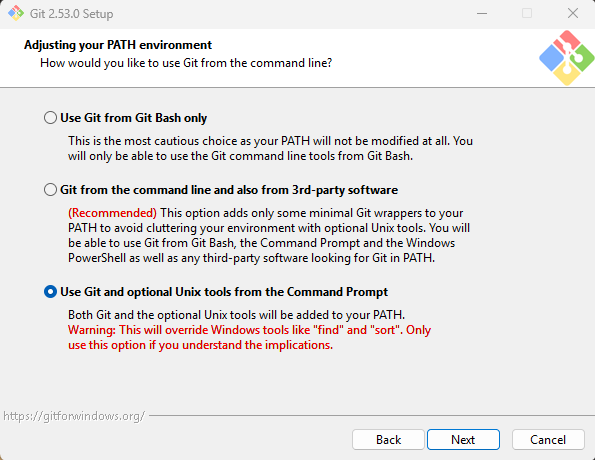 Git 2.53.0 Setup
Adjusting your PATH environment
How would you like to use Git from the command line?
Use Git from Git Bash only
This is the most cautious choice as your PATH will not be modified at all. You
will only be able to use the Git command line tools from Git Bash.
Git from the command line and also from 3rd-party software
(Recommended) This option adds only some minimal Git wrappers to your
PATH to avoid cluttering your environment with optional Unix tools. You will
be able to use Git from Git Bash, the Command Prompt and the Windows
PowerShell as well as any third-party software looking for Git in PATH.
Use Git and optional Unix tools from the Command Prompt
Both Git and the optional Unix tools will be added to your PATH.
Warning: This will override Windows tools like "find" and "sort". Only
use this option if you understand the implications.
https://gitforwindows.org/
Back Next Cancel